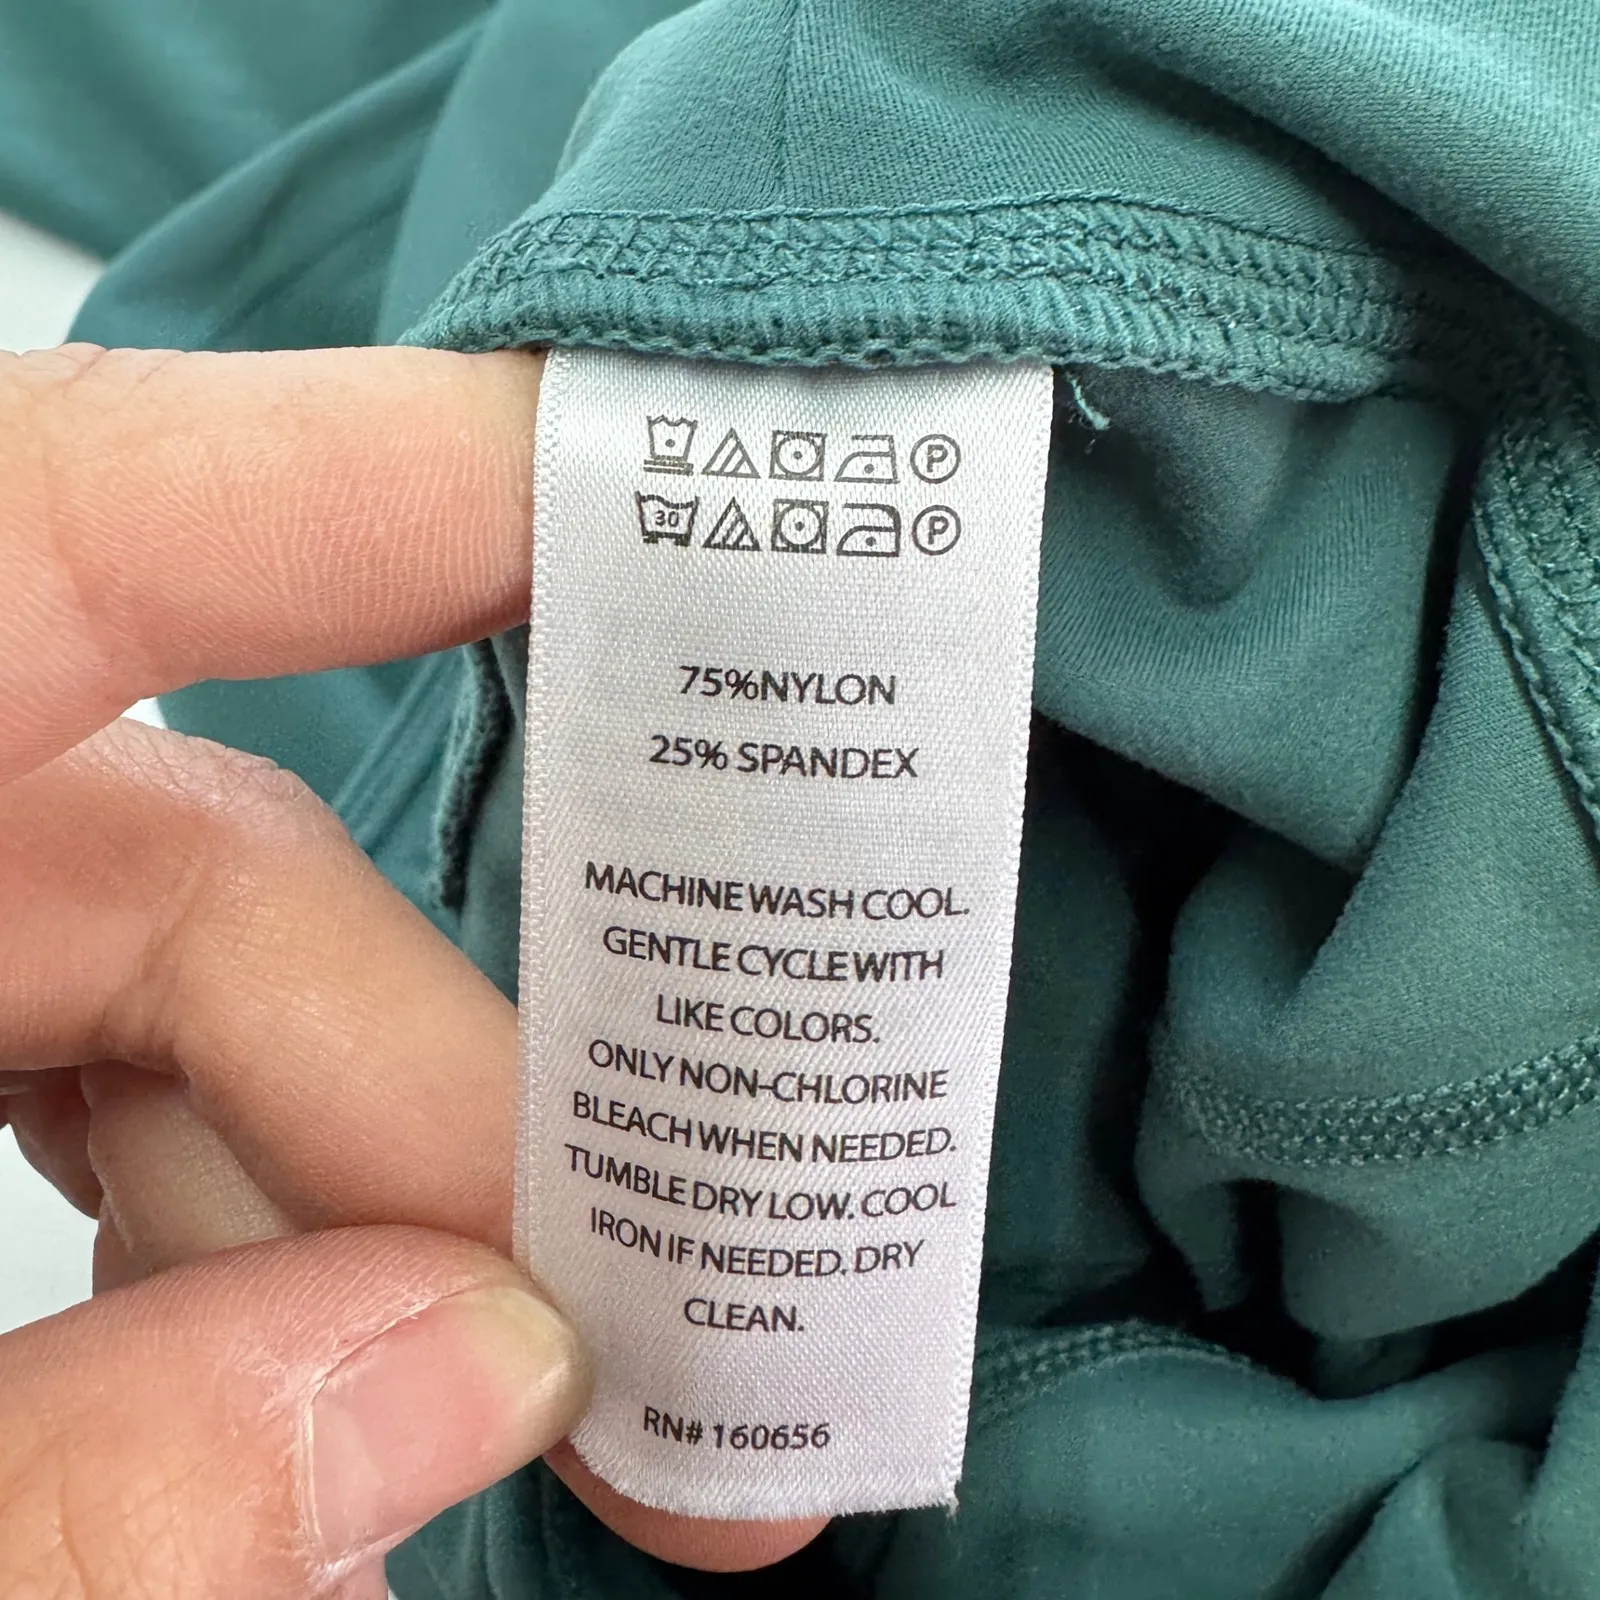 P
30 P
75%NYLON
25% SPANDEX
MACHINE WASH COOL.
GENTLE CYCLE WITH
LIKE COLORS.
ONLY NON-CHLORINE
BLEACH WHEN NEEDED.
TUMBLE DRY LOW. COOL
IRON IF NEEDED. DRY
CLEAN.
RN# 160656